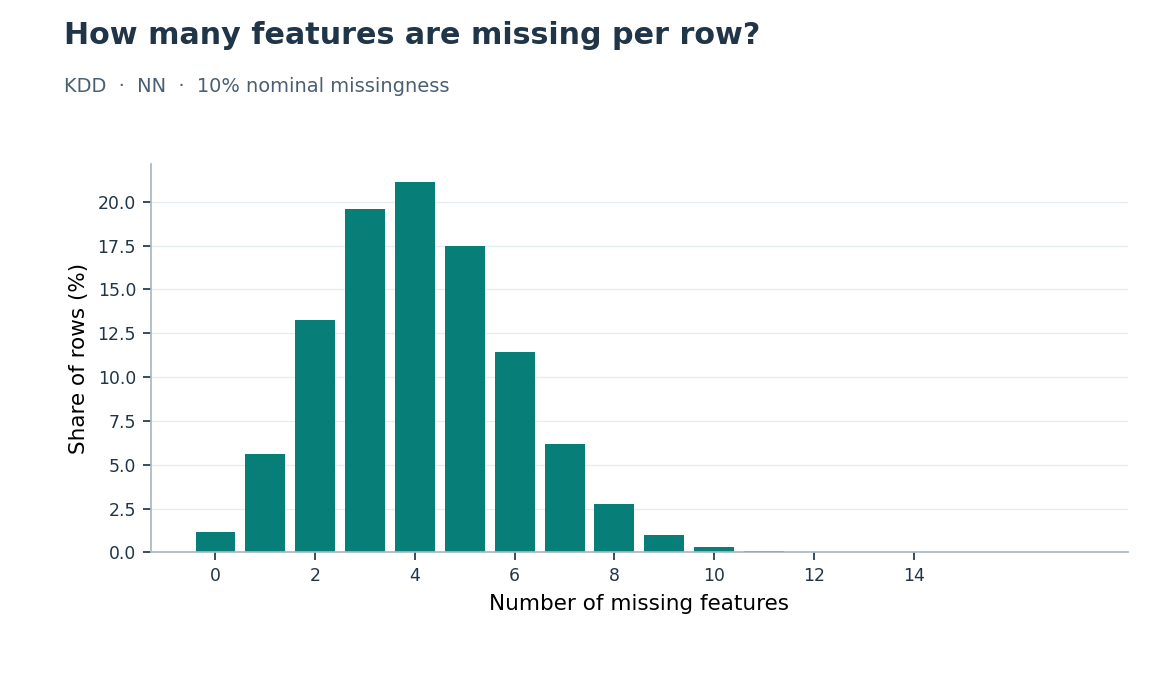 How many features are missing per row?
KDD · NN · 10% nominal missingness
Share of rows (%)
20.0
17.5
15.0
12.5
10.0
7.5
5.0
2.5
0.0
0 2 4 6 8 10 12 14
Number of missing features